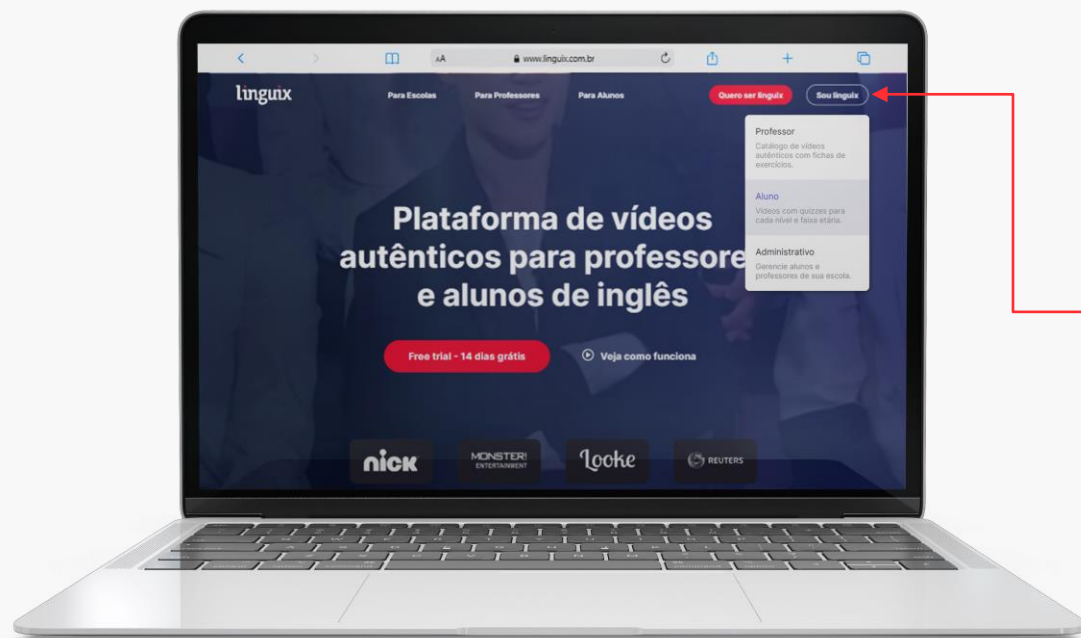 AA
www.linguix.com.br
linguix
Para Escolas
Para Professores
Para Alunos
Quero ser linguix
Sou linguix
Professor
Catálogo de vídeos
autênticos com fichas de
exercícios.
Aluno
Vídeos com quizzes para
cada nível e faixa etária.
Administrativo
Gerencie alunos e
professores de sua escola.
Plataforma de vídeos
autênticos para professore
e alunos de inglês
Free trial - 14 dias grátis
Veja como funciona
nick
MONSTER!
ENTERTAINMENT
Looke
REUTERS